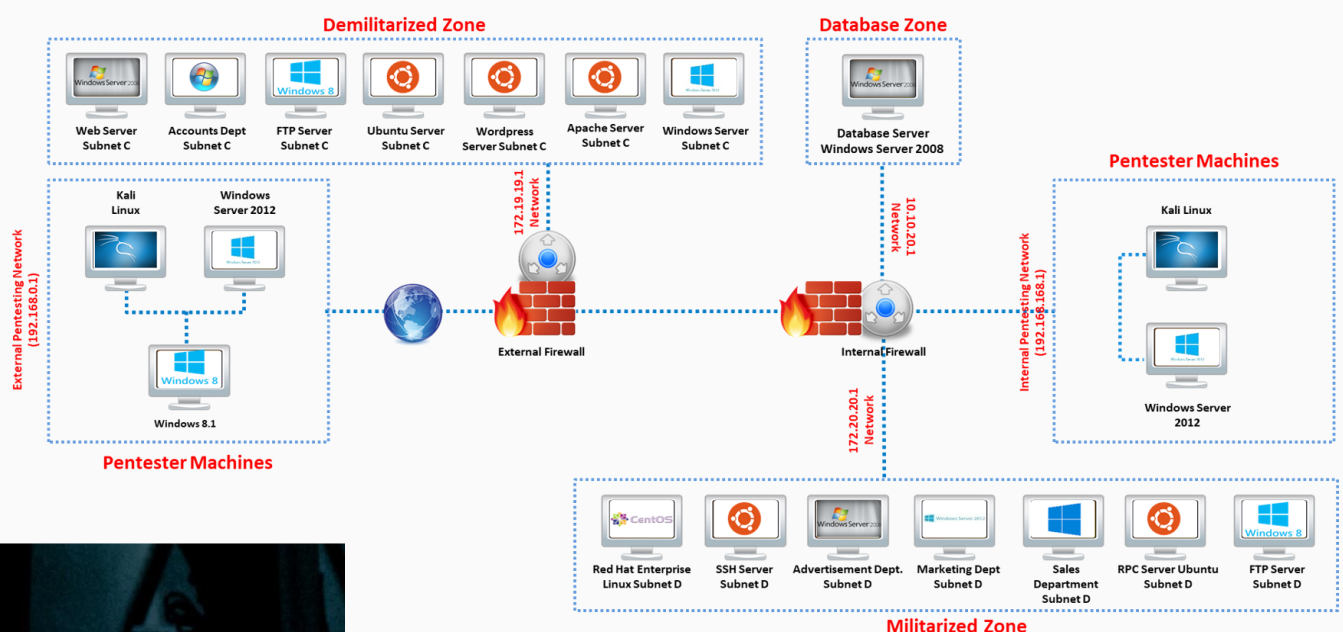 Demilitarized Zone
Database Zone
Windows Server 2008
Windows 8
Windows Server 2008
Web Server
Subnet C
Accounts Dept
Subnet C
FTP Server
Subnet C
Ubuntu Server
Subnet C
Wordpress
Server Subnet C
Apache Server
Subnet C
Windows Server
Subnet C
Database Server
Windows Server 2008
Pentester Machines
Kali
Linux
Windows
Server 2012
Windows 8
Windows 8.1
External Pentesting Network
(192.168.0.1)
Pentester Machines
172.19.19.1
Network
External Firewall
10.10.20.1
Network
Internal Firewall
172.20.20.1
Network
Internal Pentesting Network
(192.168.168.1)
Kali Linux
Windows Server
2012
CentOS
Windows Server 2008
Windows Server 2012
Windows 8
Red Hat Enterprise
Linux Subnet D
SSH Server
Subnet D
Advertisement Dept.
Subnet D
Marketing Dept
Subnet D
Sales
Department
Subnet D
RPC Server Ubuntu
Subnet D
FTP Server
Subnet D
Militarized Zone